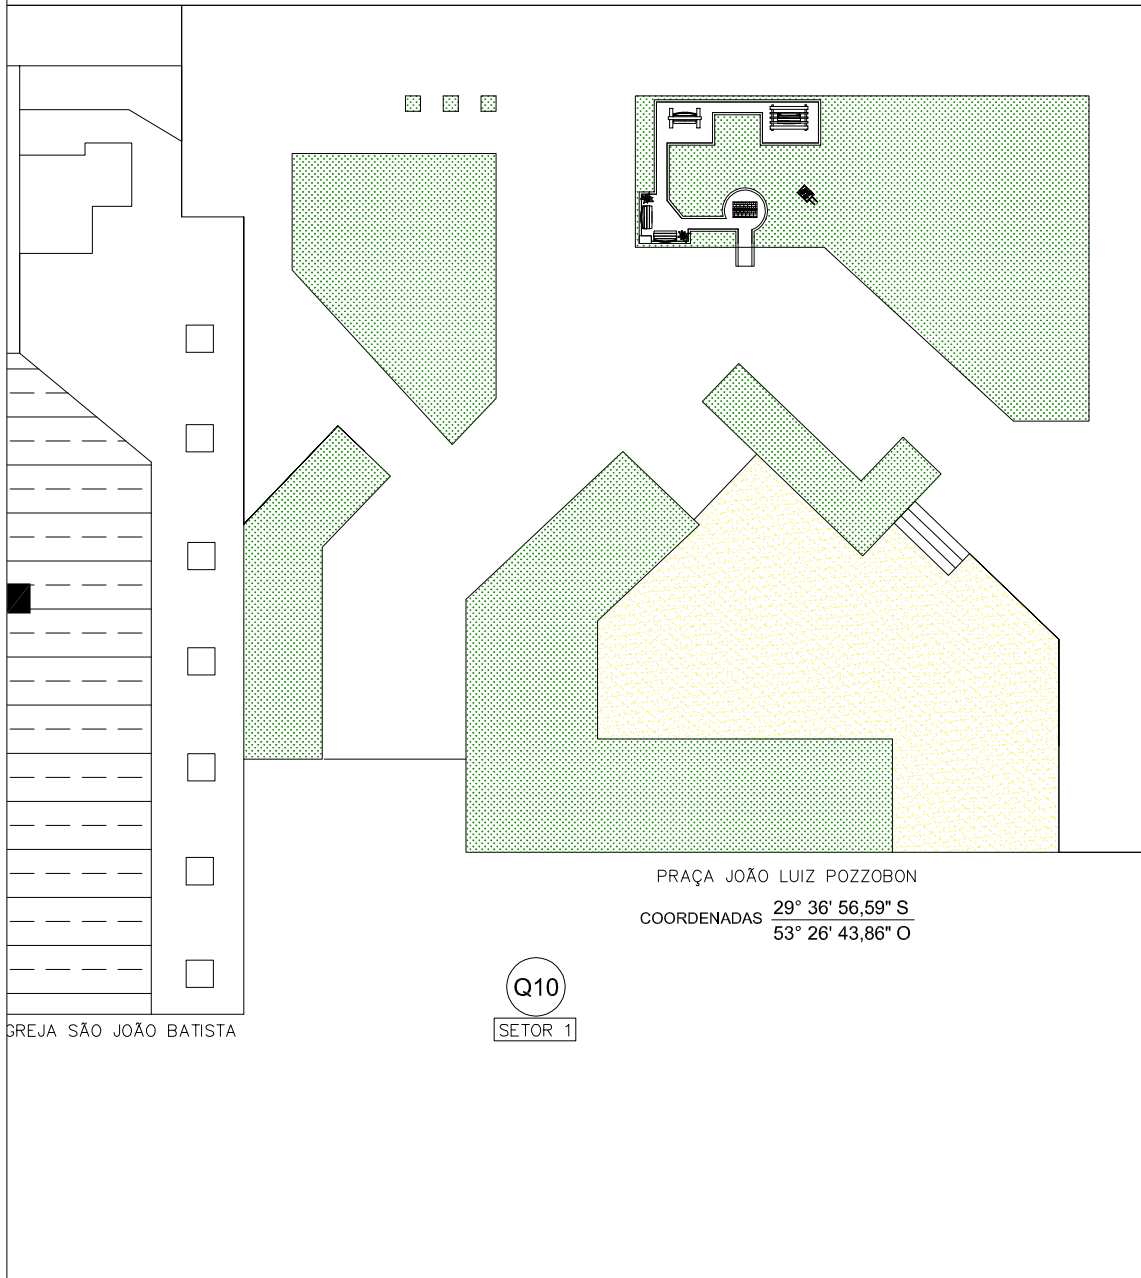 PRAÇA JOÃO LUIZ POZZOBON
COORDENADAS 29° 36' 56,59" S
53° 26' 43,86" O
Q10
SETOR 1
GREJA SÃO JOÃO BATISTA